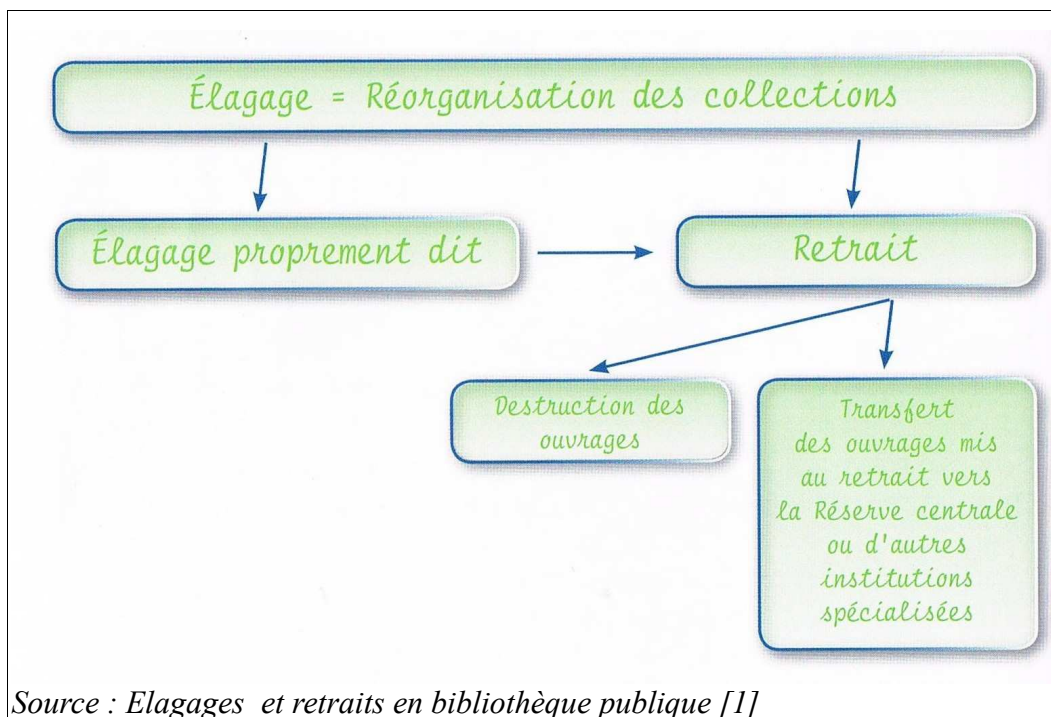 Élagage = Réorganisation des collections
Élagage proprement dit
Retrait
Destruction des
ouvrages
Transfert
des ouvrages mis
au retrait vers
la Réserve centrale
ou d'autres
institutions
spécialisées
Source : Elagages et retraits en bibliothèque publique [1]